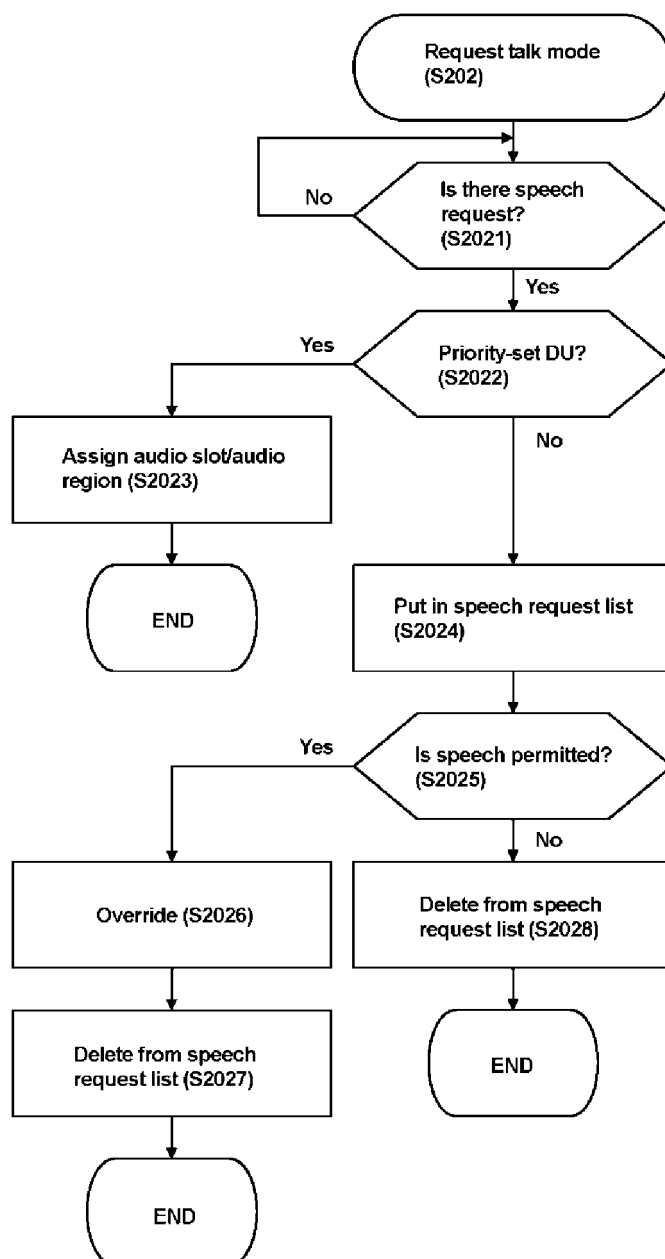 Request talk mode
(S202)
No
Is there speech
request?
(S2021)
Yes
Yes
Priority-set DU?
(S2022)
No
Assign audio slot/audio
region (S2023)
END
Put in speech request list
(S2024)
Yes
Is speech permitted?
(S2025)
No
Override (S2026)
Delete from speech
request list (S2028)
Delete from speech
request list (S2027)
END
END